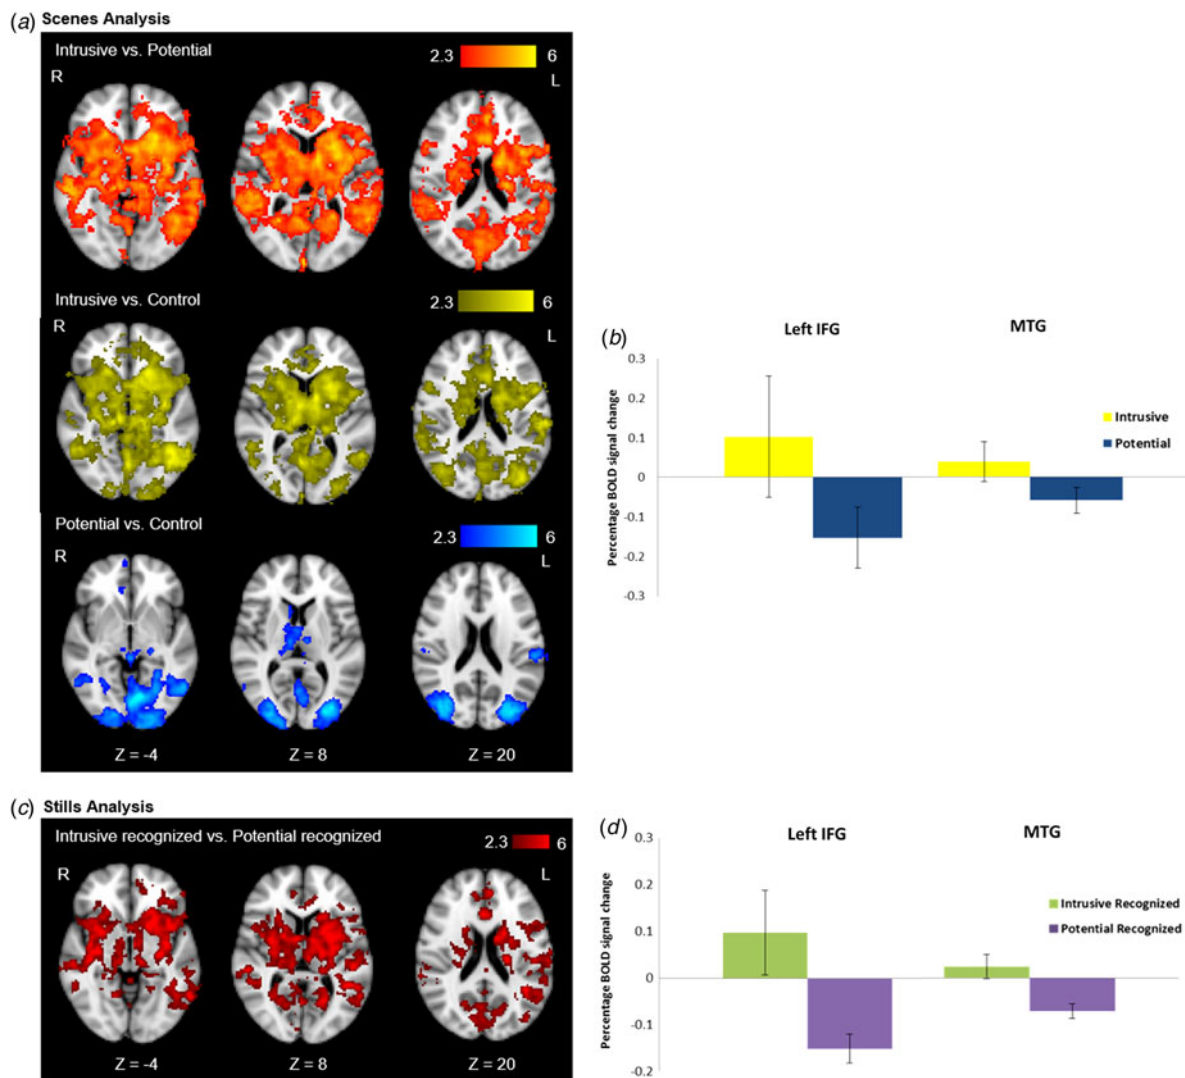 (a) Scenes Analysis
Intrusive vs. Potential
2.3 6
R
L
Intrusive vs. Control
2.3 6
R
L
Potential vs. Control
2.3 6
R
L
Z = -4 Z = 8 Z = 20
(b)
Left IFG MTG
Percentage BOLD signal change
0.3
0.2
0.1
0
-0.1
-0.2
-0.3
Intrusive
Potential
(c) Stills Analysis
Intrusive recognized vs. Potential recognized
2.3 6
R
L
Z = -4 Z = 8 Z = 20
(d)
Left IFG MTG
Percentage BOLD signal change
0.3
0.2
0.1
0
-0.1
-0.2
Intrusive Recognized
Potential Recognized